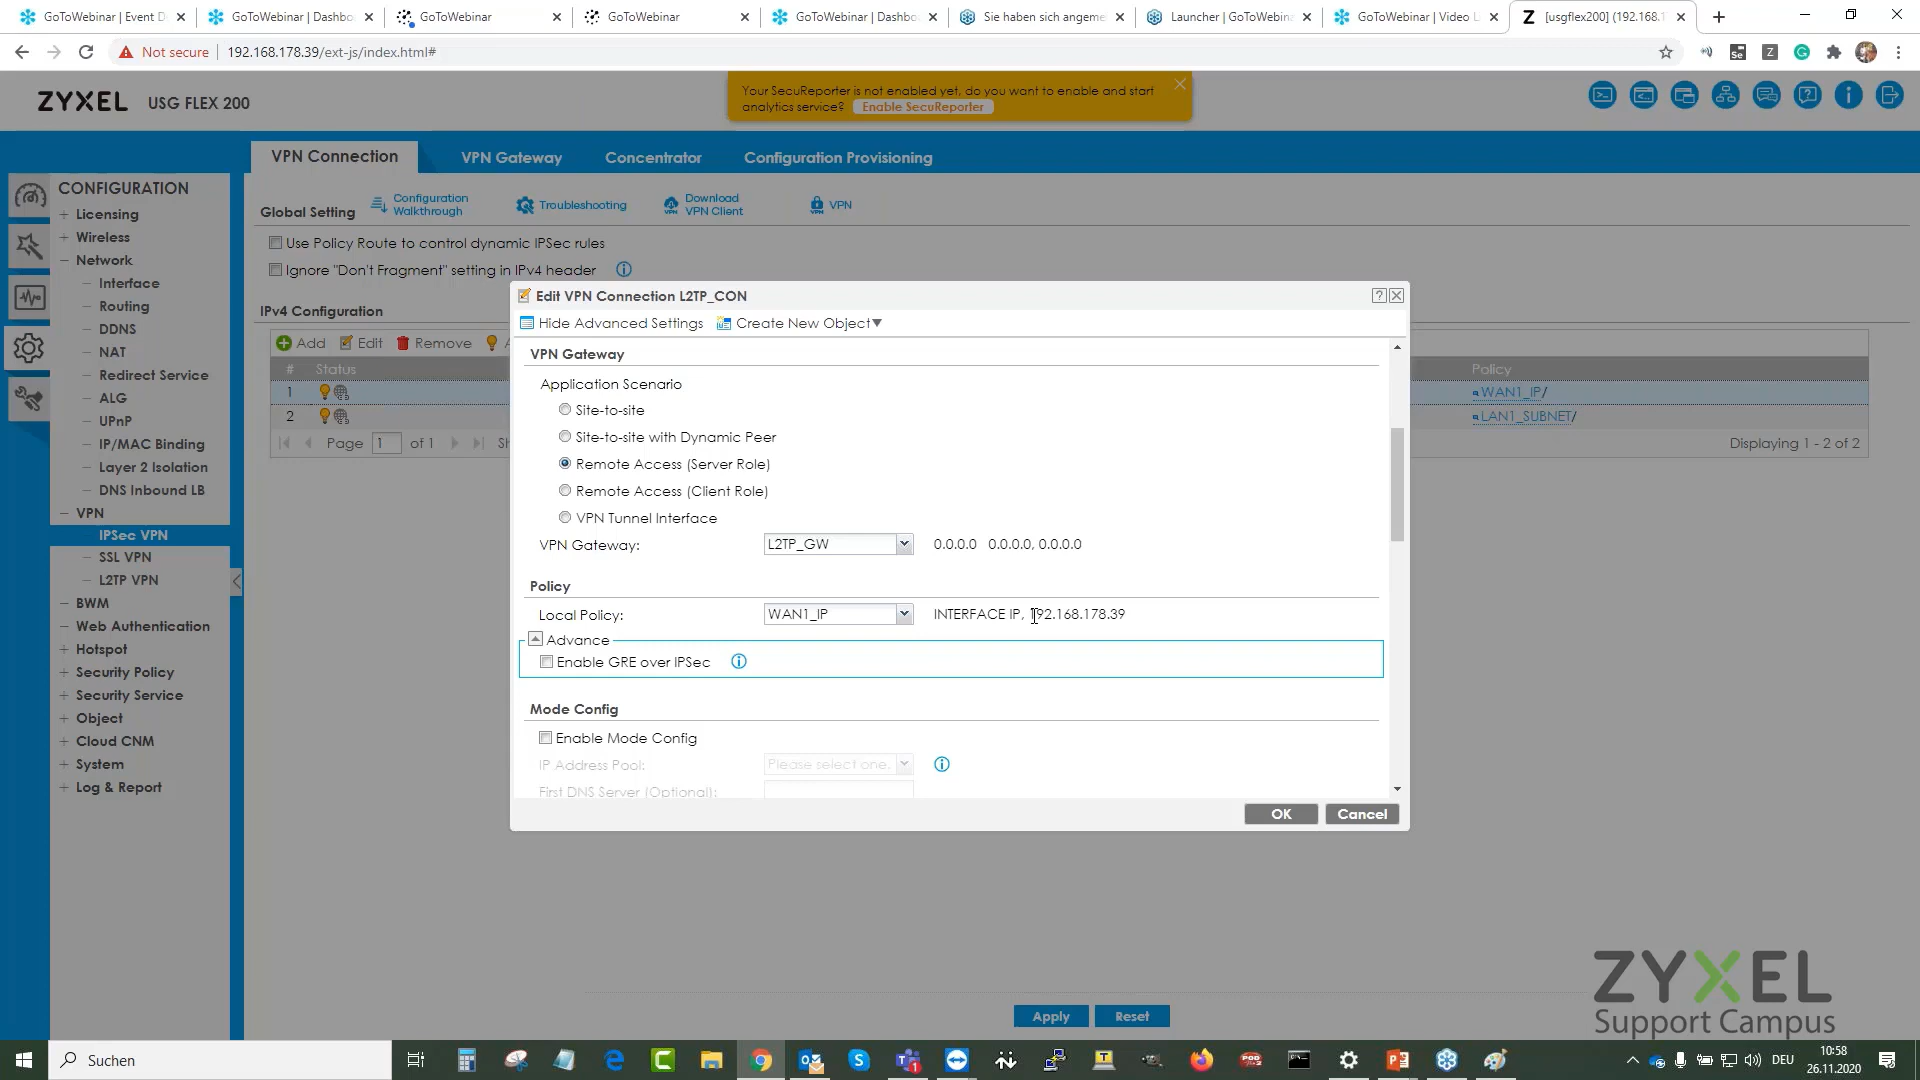 GoToWebinar | Event D
GoToWebinar | Dashbo
GoToWebinar
GoToWebinar
GoToWebinar | Dashbo
Sie haben sich angeme
Launcher | GoToWebina
GoToWebinar | Video L
[usgflex200] (192.168.1
Not secure
192.168.178.39/ext-js/index.html#
ZYXEL USG FLEX 200
Your SecuReporter is not enabled yet, do you want to enable and start
analytics service? Enable SecuReporter
VPN Connection
VPN Gateway
Concentrator
Configuration Provisioning
CONFIGURATION
Licensing
Wireless
Network
Interface
Routing
DDNS
NAT
Redirect Service
ALG
UPnP
IP/MAC Binding
Layer 2 Isolation
DNS Inbound LB
VPN
IPSec VPN
SSL VPN
L2TP VPN
BWM
Web Authentication
Hotspot
Security Policy
Security Service
Object
Cloud CNM
System
Log & Report
Global Setting
Configuration
Walkthrough
Troubleshooting
Download
VPN Client
VPN
Use Policy Route to control dynamic IPSec rules
Ignore "Don't Fragment" setting in IPv4 header
IPv4 Configuration
Add Edit Remove A
# Status
Policy
1
WAN1_IP/
2
LAN1_SUBNET/
Page 1 of 1 Sh
Displaying 1 - 2 of 2
Edit VPN Connection L2TP_CON
Hide Advanced Settings Create New Object
VPN Gateway
Application Scenario
Site-to-site
Site-to-site with Dynamic Peer
Remote Access (Server Role)
Remote Access (Client Role)
VPN Tunnel Interface
VPN Gateway: L2TP_GW 0.0.0.0 0.0.0.0, 0.0.0.0
Policy
Local Policy: WAN1_IP INTERFACE IP, 192.168.178.39
Advance
Enable GRE over IPSec
Mode Config
Enable Mode Config
IP Address Pool: Please select one.
First DNS Server (Optional):
OK Cancel
Apply Reset
ZYXEL
Support Campus
Suchen
DEU
10:58
26.11.2020